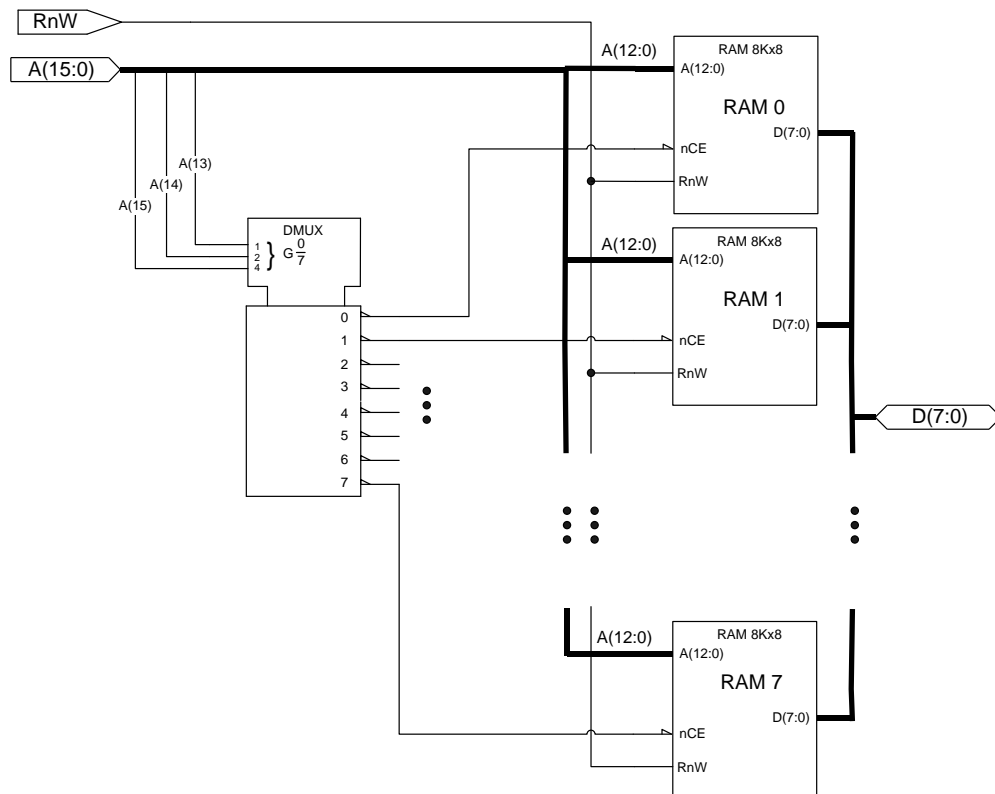 RnW
A(15:0)
A(12:0)
RAM 8Kx8
A(12:0)
RAM 0
D(7:0)
nCE
RnW
A(13)
A(14)
A(15)
DMUX
1
2
4
} G 0
7
A(12:0)
RAM 8Kx8
A(12:0)
RAM 1
D(7:0)
nCE
RnW
0
1
2
3
4
5
6
7
D(7:0)
A(12:0)
RAM 8Kx8
A(12:0)
RAM 7
D(7:0)
nCE
RnW